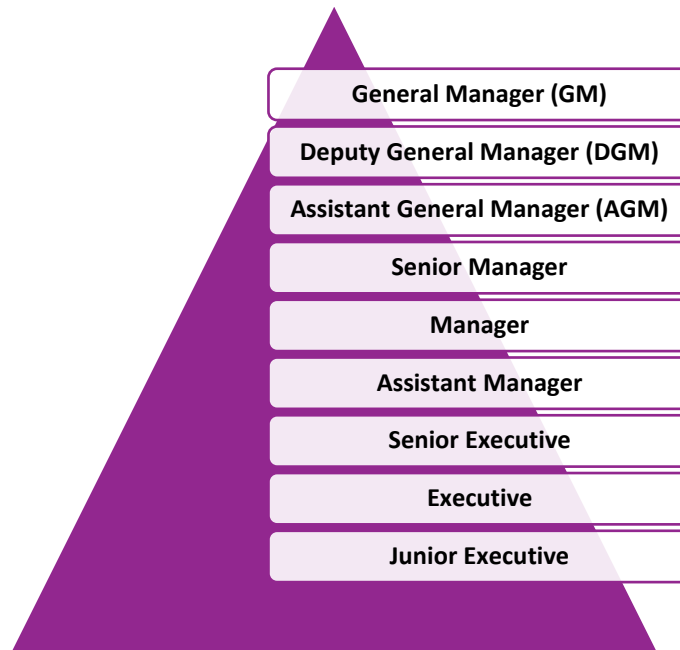 General Manager (GM)
Deputy General Manager (DGM)
Assistant General Manager (AGM)
Senior Manager
Manager
Assistant Manager
Senior Executive
Executive
Junior Executive